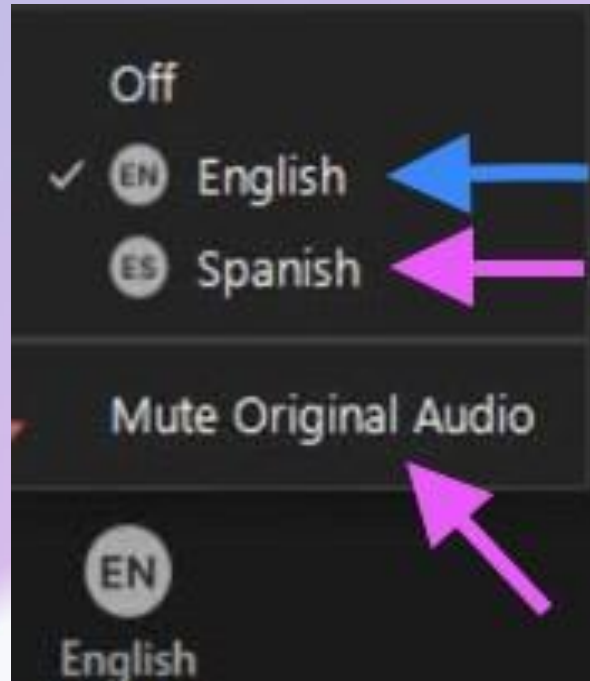 Off
EN English
ES Spanish
Mute Original Audio
EN
English